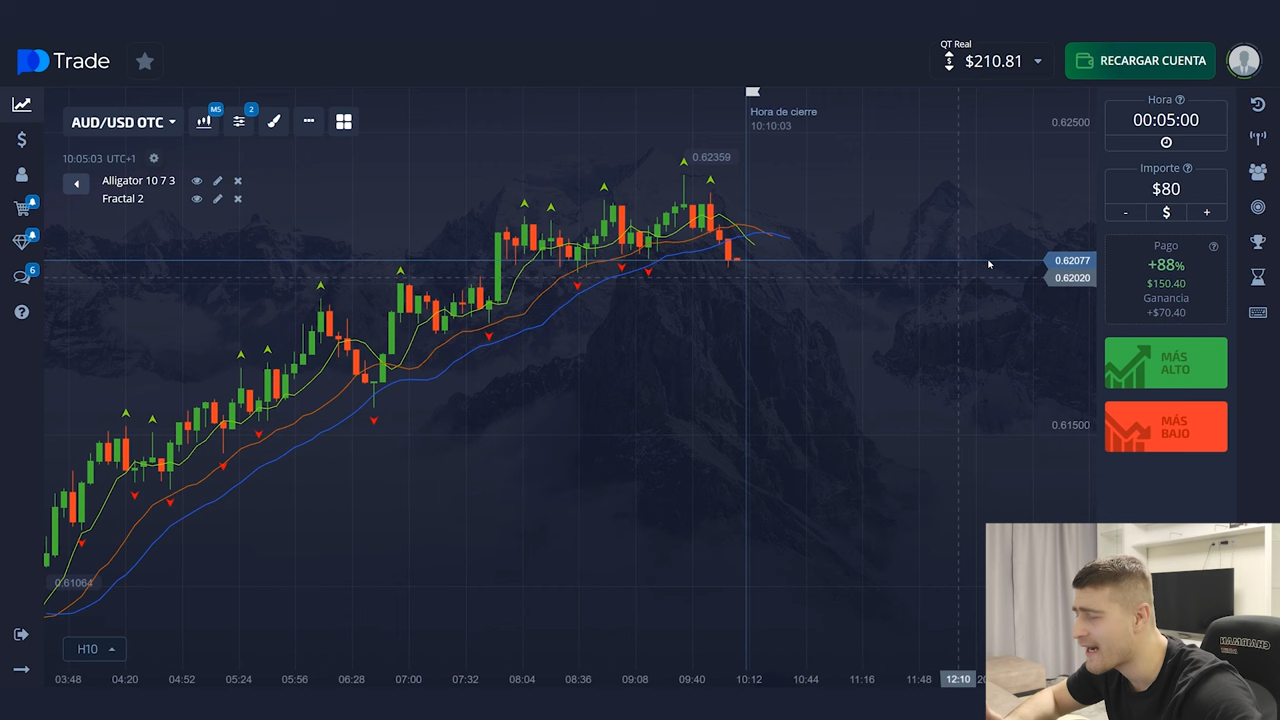 Trade
QT Real
$210.81
RECARGAR CUENTA
AUD/USD OTC
M5
2
10:05:03 UTC+1
Alligator 10 7 3
Fractal 2
Hora de cierre
10:10:03
0.62359
0.62500
0.62077
0.62020
0.61500
0.61064
Hora
00:05:00
Importe
$80
- $ +
Pago
+88%
$150.40
Ganancia
+$70.40
MÁS
ALTO
MÁS
BAJO
6
H10
03:48 04:20 04:52 05:24 05:56 06:28 07:00 07:32 08:04 08:36 09:08 09:40 10:12 10:44 11:16 11:48 12:10